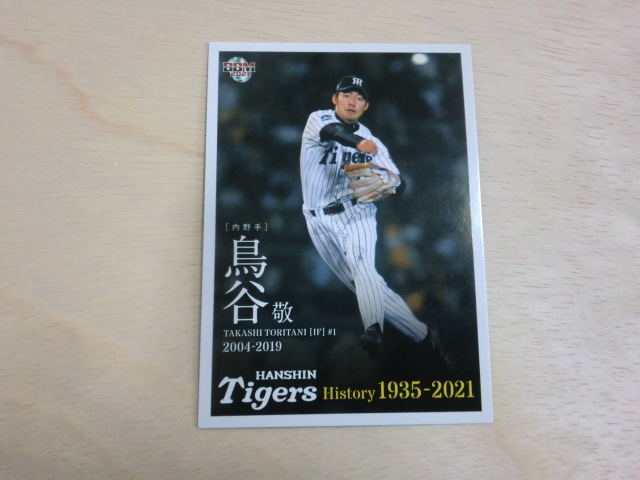 BBM
2021
Tigers
[内野手]
鳥谷 敬
TAKASHI TORITANI [IF] #1
2004-2019
HANSHIN
Tigers History 1935-2021